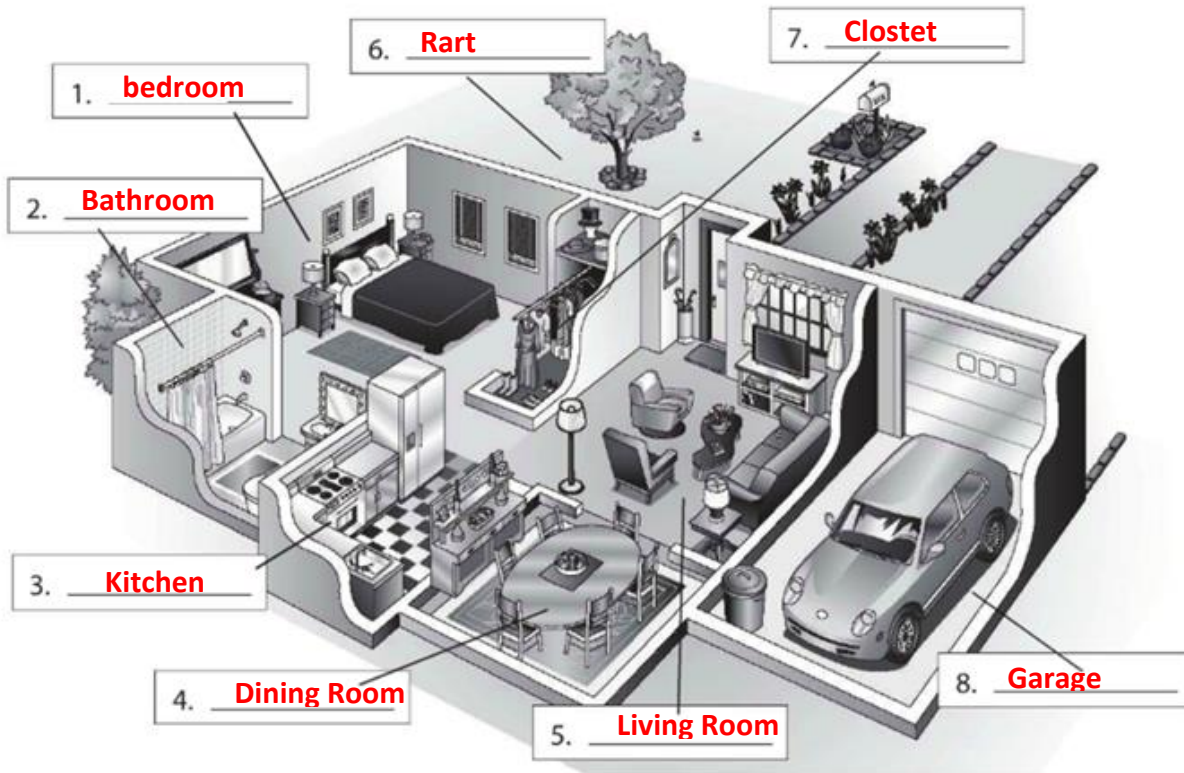 1. bedroom
2. Bathroom
3. Kitchen
4. Dining Room
5. Living Room
6. Rart
7. Clostet
8. Garage